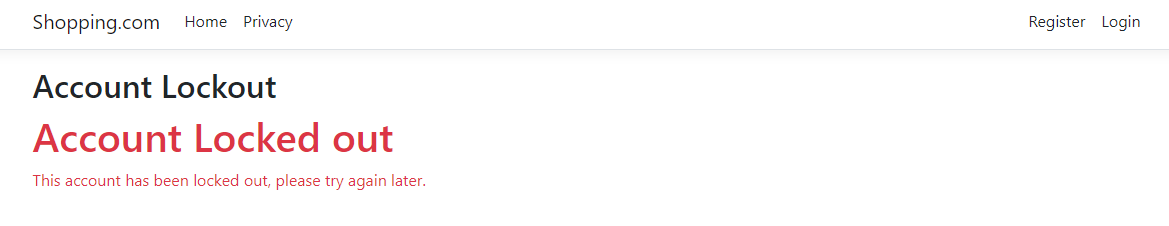 Shopping.com Home Privacy Register Login
Account Lockout
Account Locked out
This account has been locked out, please try again later.